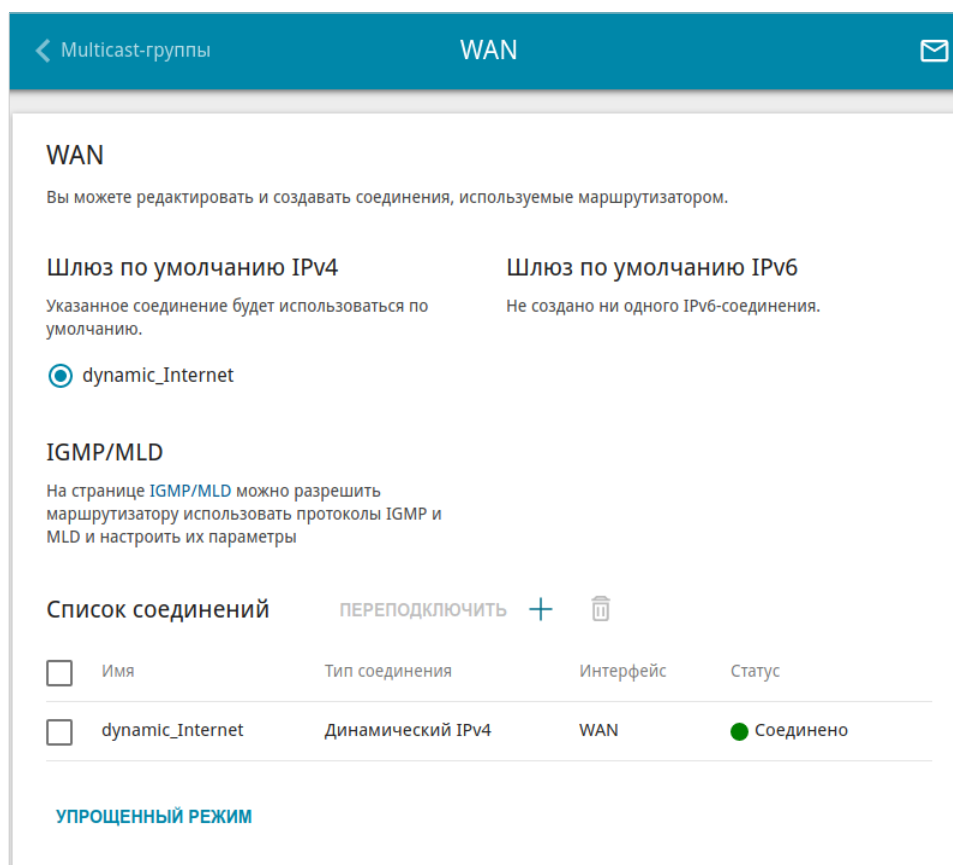 Multicast-группы
WAN
WAN
Вы можете редактировать и создавать соединения, используемые маршрутизатором.
Шлюз по умолчанию IPv4
Указанное соединение будет использоваться по
умолчанию.
dynamic_Internet
Шлюз по умолчанию IPv6
Не создано ни одного IPv6-соединения.
IGMP/MLD
На странице IGMP/MLD можно разрешить
маршрутизатору использовать протоколы IGMP и
MLD и настроить их параметры
Список соединений ПЕРЕПОДКЛЮЧИТЬ
Имя Тип соединения Интерфейс Статус
dynamic_Internet Динамический IPv4 WAN Соединено
УПРОЩЕННЫЙ РЕЖИМ